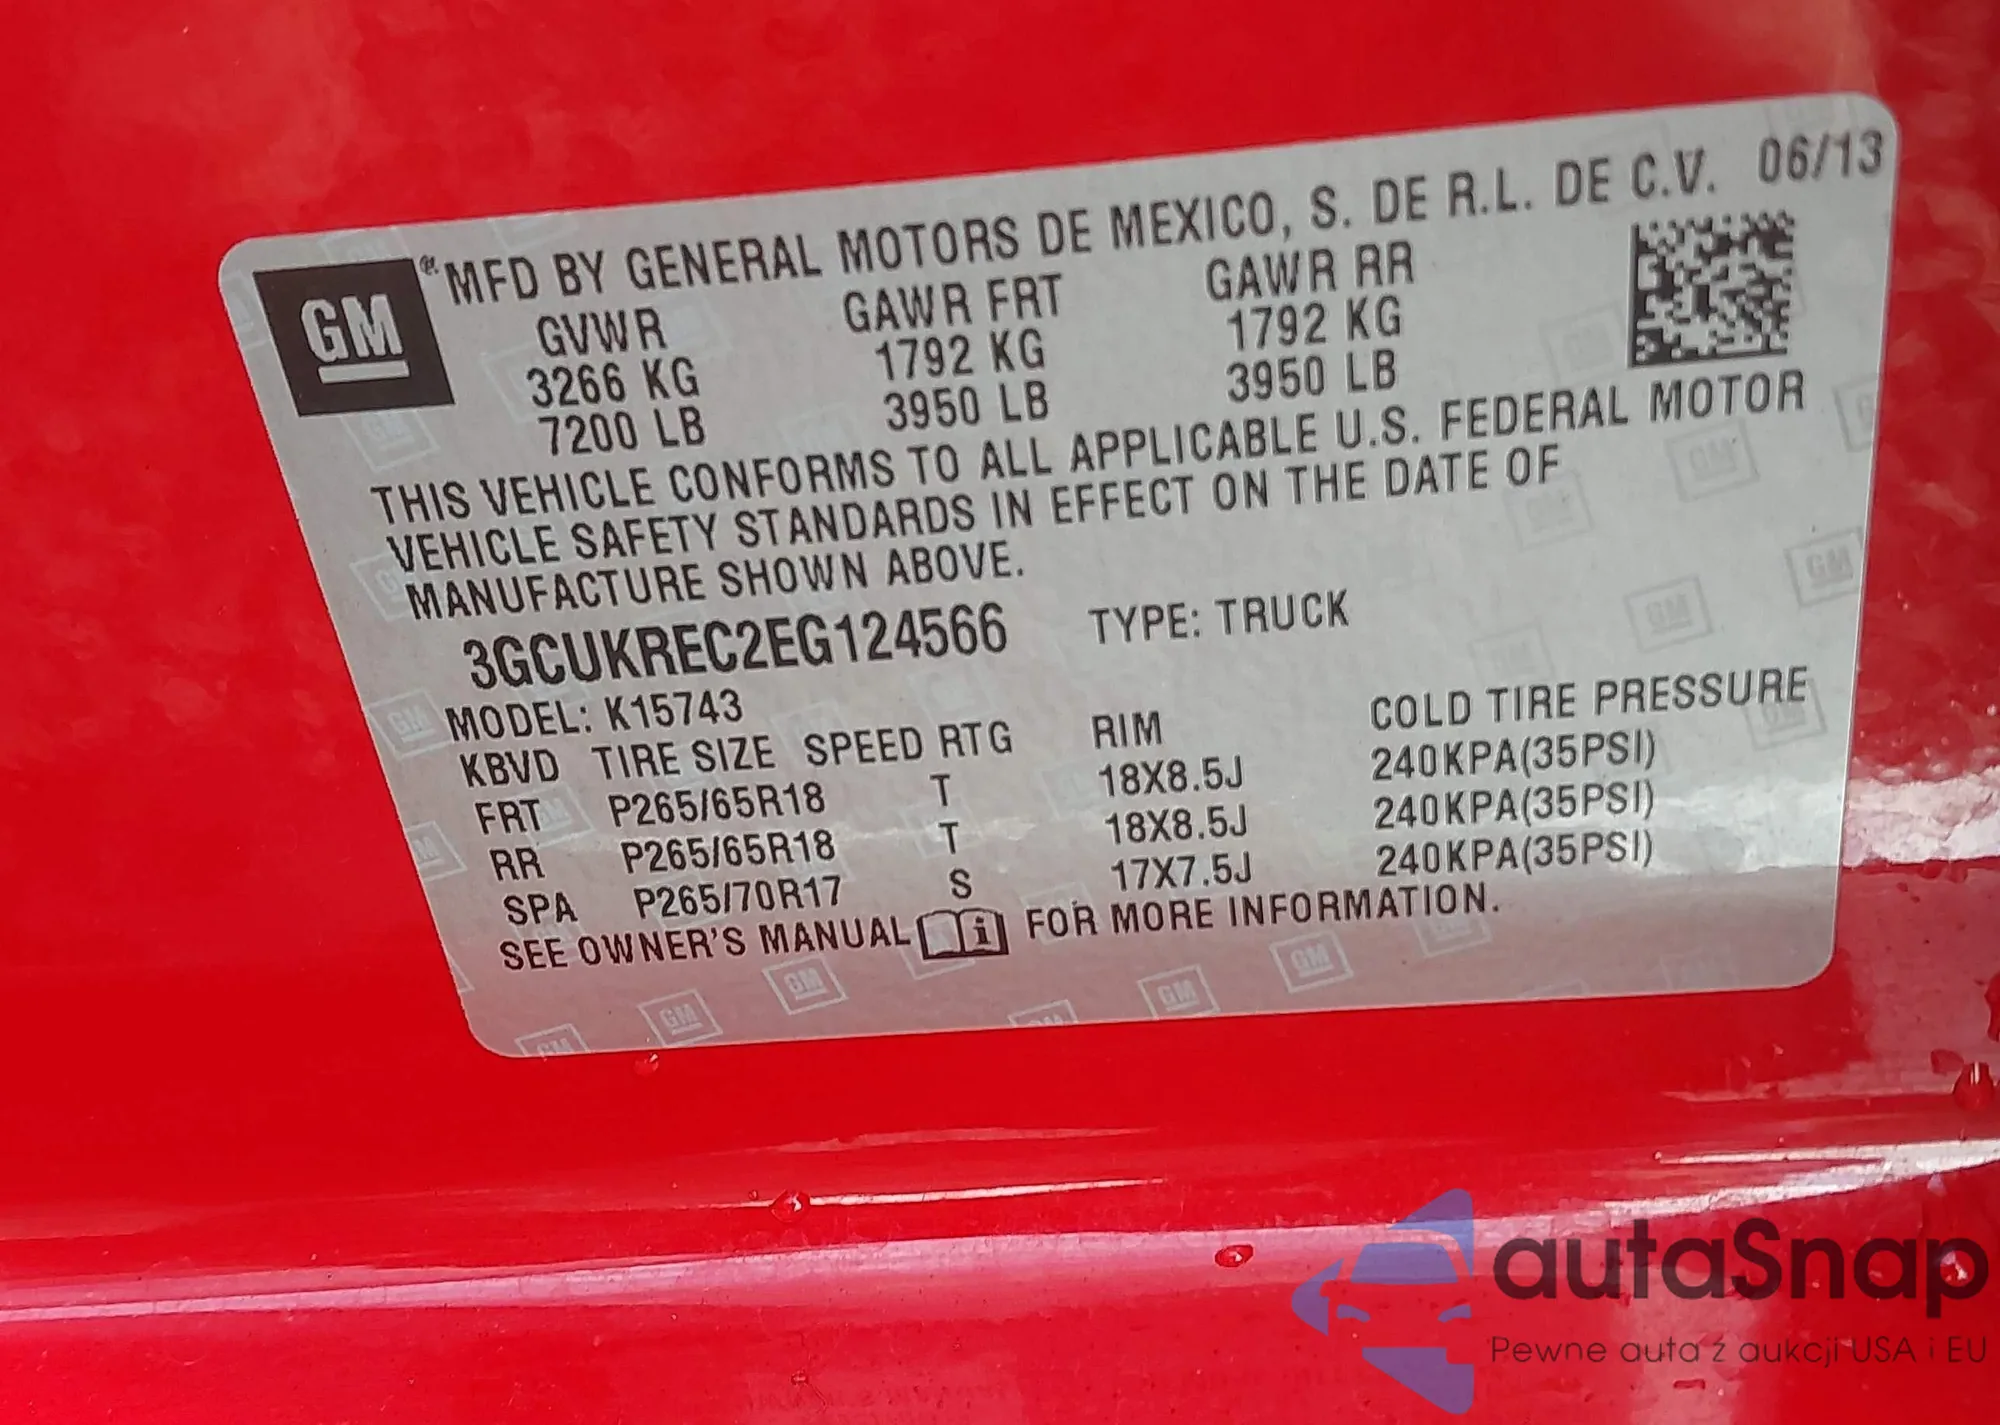 GM
® MFD BY GENERAL MOTORS DE MEXICO, S. DE R.L. DE C.V. 06/13
GVWR GAWR FRT GAWR RR
3266 KG 1792 KG 1792 KG
7200 LB 3950 LB 3950 LB
THIS VEHICLE CONFORMS TO ALL APPLICABLE U.S. FEDERAL MOTOR
VEHICLE SAFETY STANDARDS IN EFFECT ON THE DATE OF
MANUFACTURE SHOWN ABOVE.
3GCUKREC2EG124566 TYPE: TRUCK
MODEL: K15743
KBVD TIRE SIZE SPEED RTG RIM COLD TIRE PRESSURE
FRT P265/65R18 T 18X8.5J 240KPA(35PSI)
RR P265/65R18 T 18X8.5J 240KPA(35PSI)
SPA P265/70R17 S 17X7.5J 240KPA(35PSI)
SEE OWNER'S MANUAL i FOR MORE INFORMATION.
autaSnap
Pewne auta z aukcji USA i EU